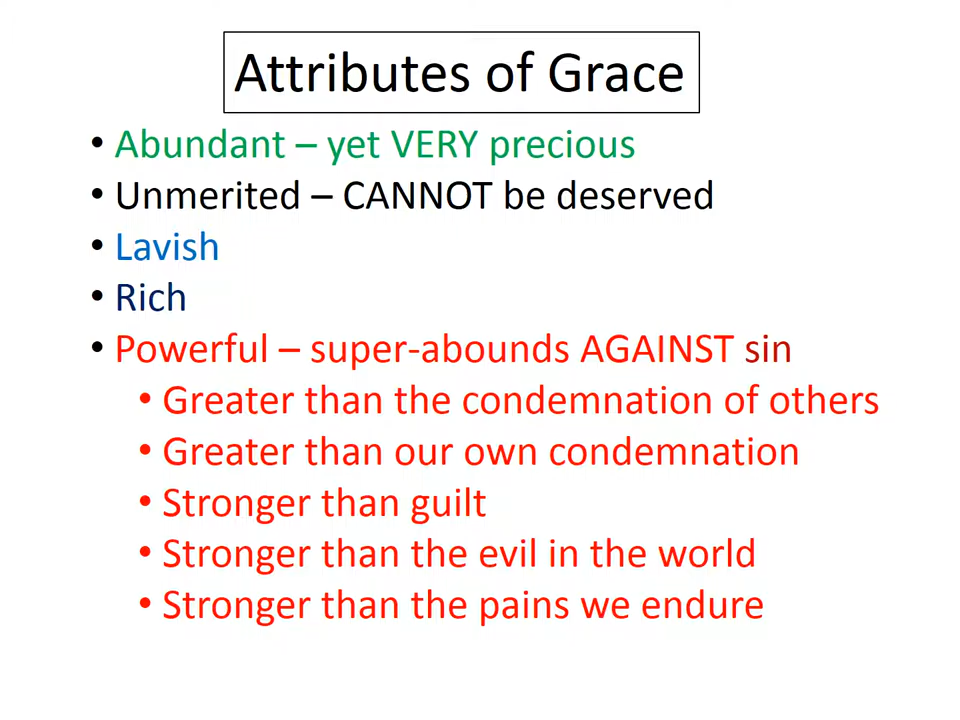 Attributes of Grace
• Abundant – yet VERY precious
• Unmerited – CANNOT be deserved
• Lavish
• Rich
• Powerful – super-abounds AGAINST sin
• Greater than the condemnation of others
• Greater than our own condemnation
• Stronger than guilt
• Stronger than the evil in the world
• Stronger than the pains we endure